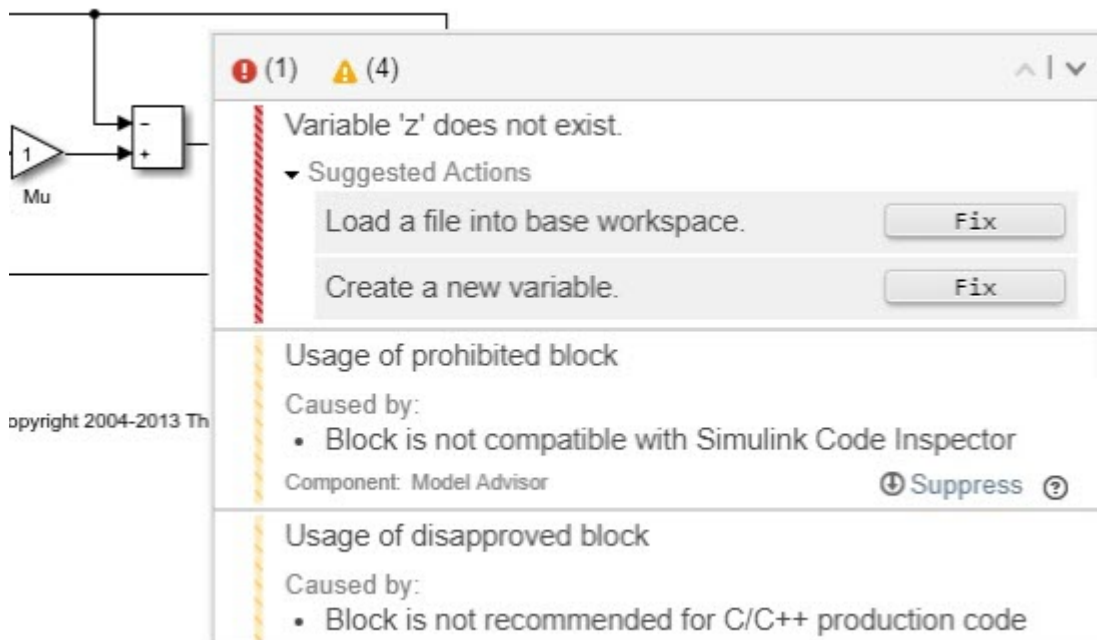 (1) (4)
Variable 'z' does not exist.
Suggested Actions
Load a file into base workspace. Fix
Create a new variable. Fix
Usage of prohibited block
Caused by:
• Block is not compatible with Simulink Code Inspector
Component: Model Advisor Suppress
Usage of disapproved block
Caused by:
• Block is not recommended for C/C++ production code
-
+
1
Mu
opyright 2004-2013 Th